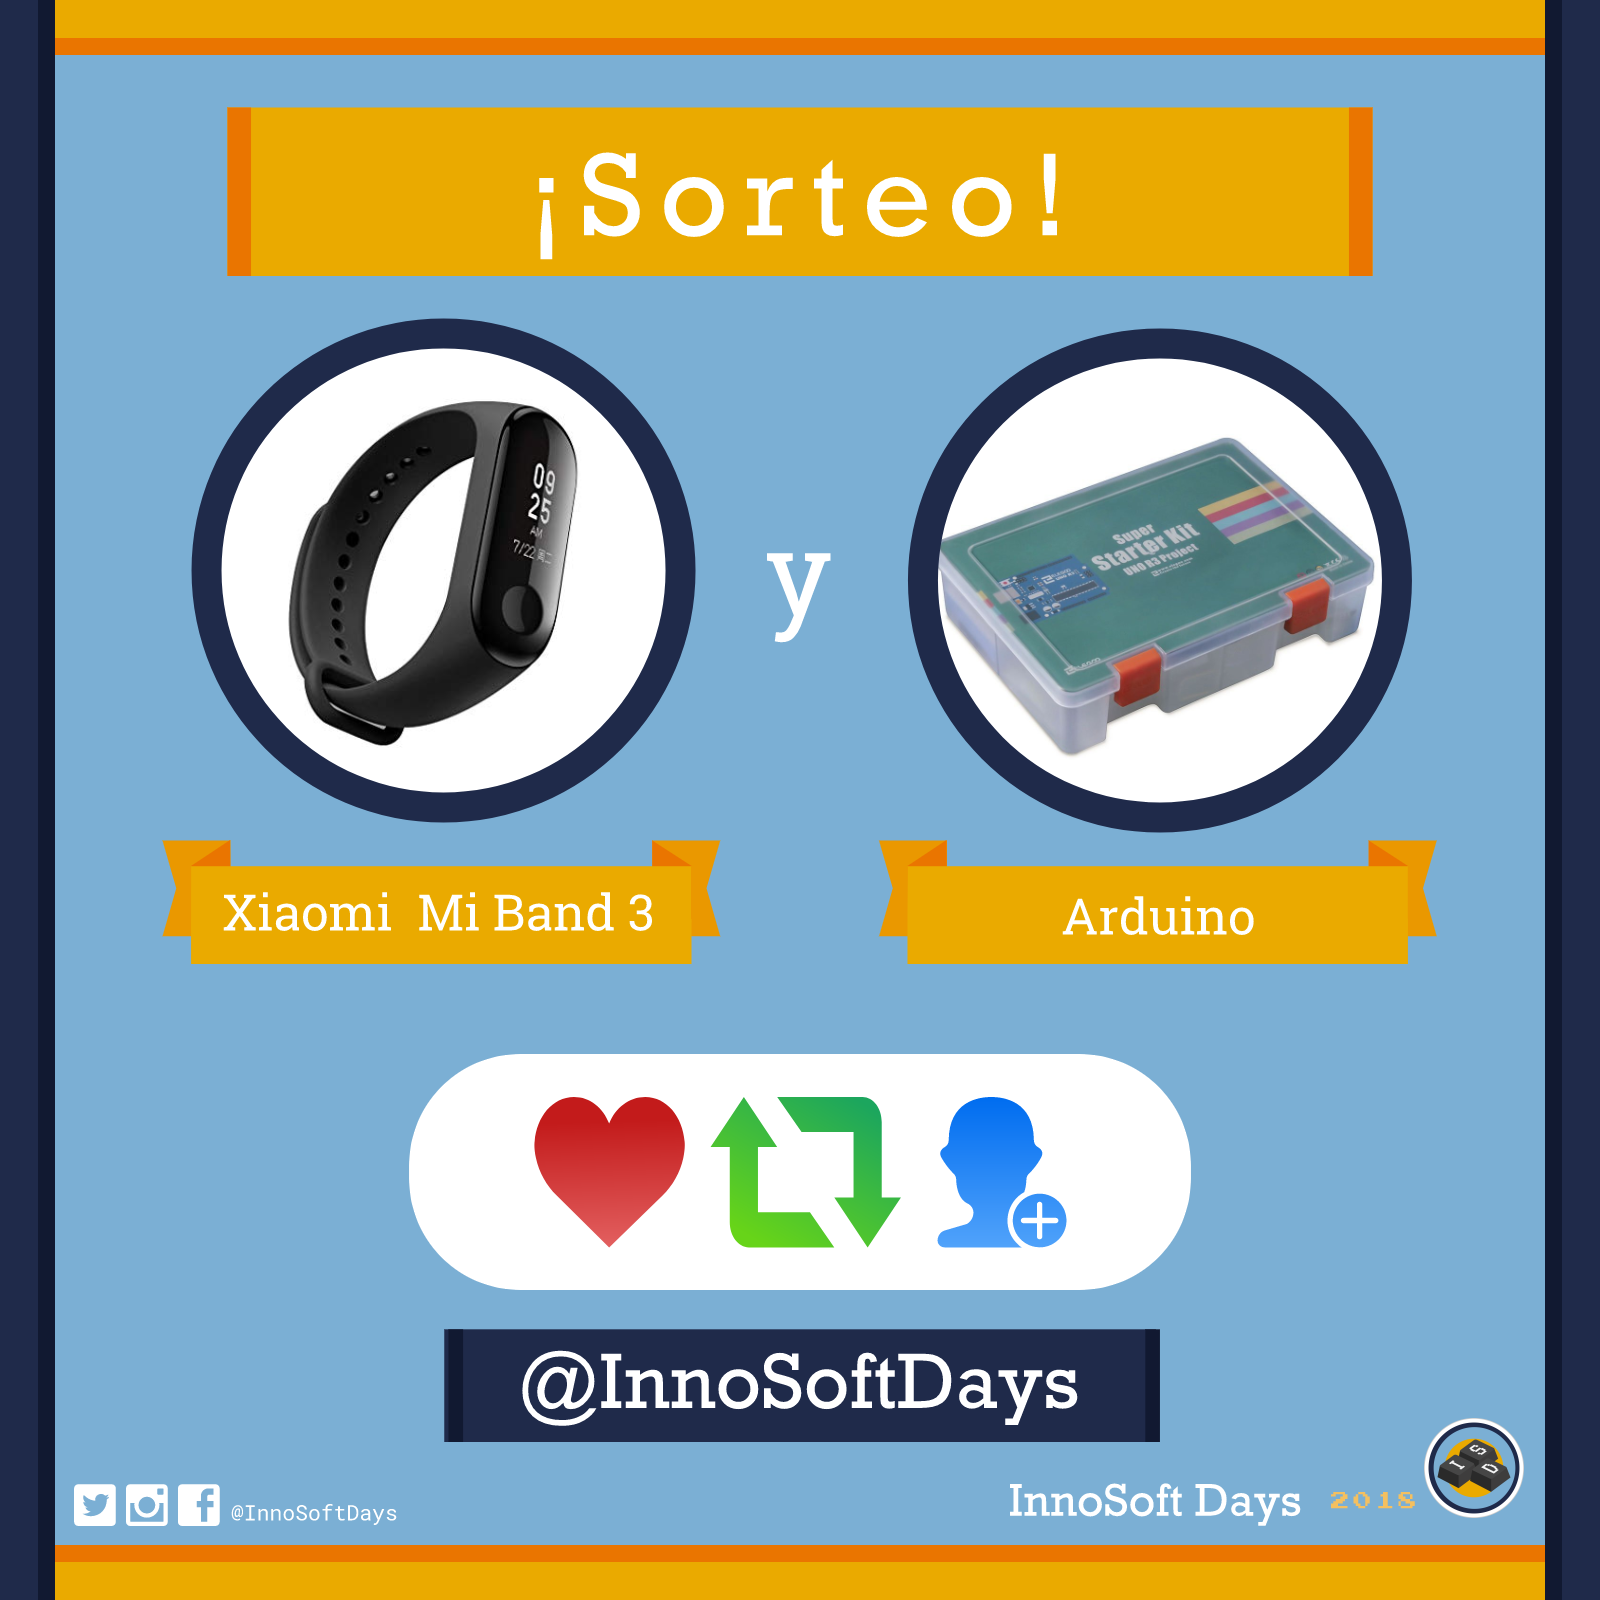 ¡Sorteo!
09
25
AM
7/22
y
Super
Starter Kit
UNO R3 Project
Xiaomi Mi Band 3
Arduino
@InnoSoftDays
@InnoSoftDays
InnoSoft Days 2018
I S D